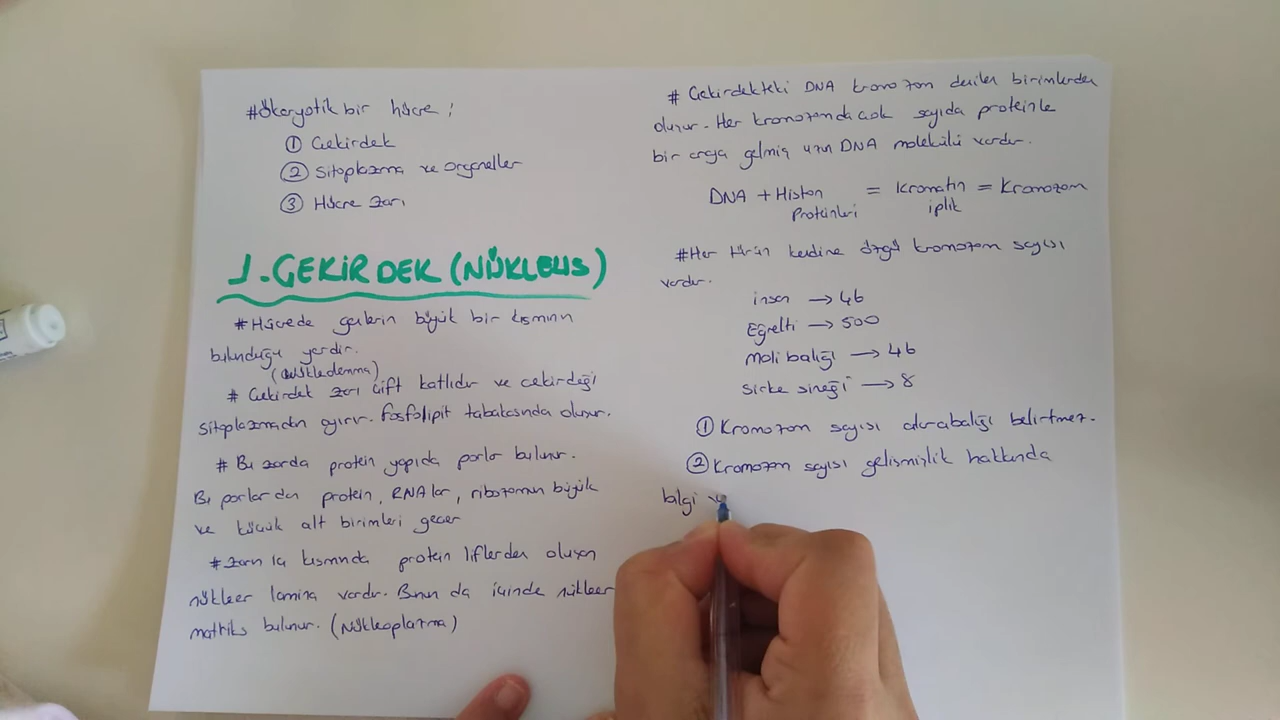 #Ökaryotik bir hücre ;
① Çekirdek
② Sitoplazma ve organeller
③ Hücre zarı
1. ÇEKİRDEK (NÜKLEUS)
# Hücrede genlerin büyük bir kısmının
bulunduğu yerdir.
# Çekirdek zarı çift katlıdır ve çekirdeği
sitoplazmadan ayırır. Fosfolipit tabakasında oluşur.
# Bu zarda protein yapıda porlar bulunur.
Bu porlardan protein, RNAlar, ribozomun büyük
ve küçük alt birimleri geçer
# Zarın iç kısmında protein liflerden oluşan
nükleer lamina vardır. Bunun da içinde nükleer
matriks bulunur. (Nükleoplazma)
# Çekirdekteki DNA kromozom denilen birimlerden
oluşur. Her kromozomda çok sayıda proteinle
bir araya gelmiş uzun DNA molekülü vardır.
DNA + Histon = Kromatin = Kromozom
Proteinleri iplik
#Her türün kendine özgü kromozom sayısı
vardır.
insan → 46
Eğrelti → 500
moli balığı → 46
sirke sineği → 8
① Kromozom sayısı akrabalığı belirtmez.
② Kromozom sayısı gelişmişlik hakkında
bilgi ve